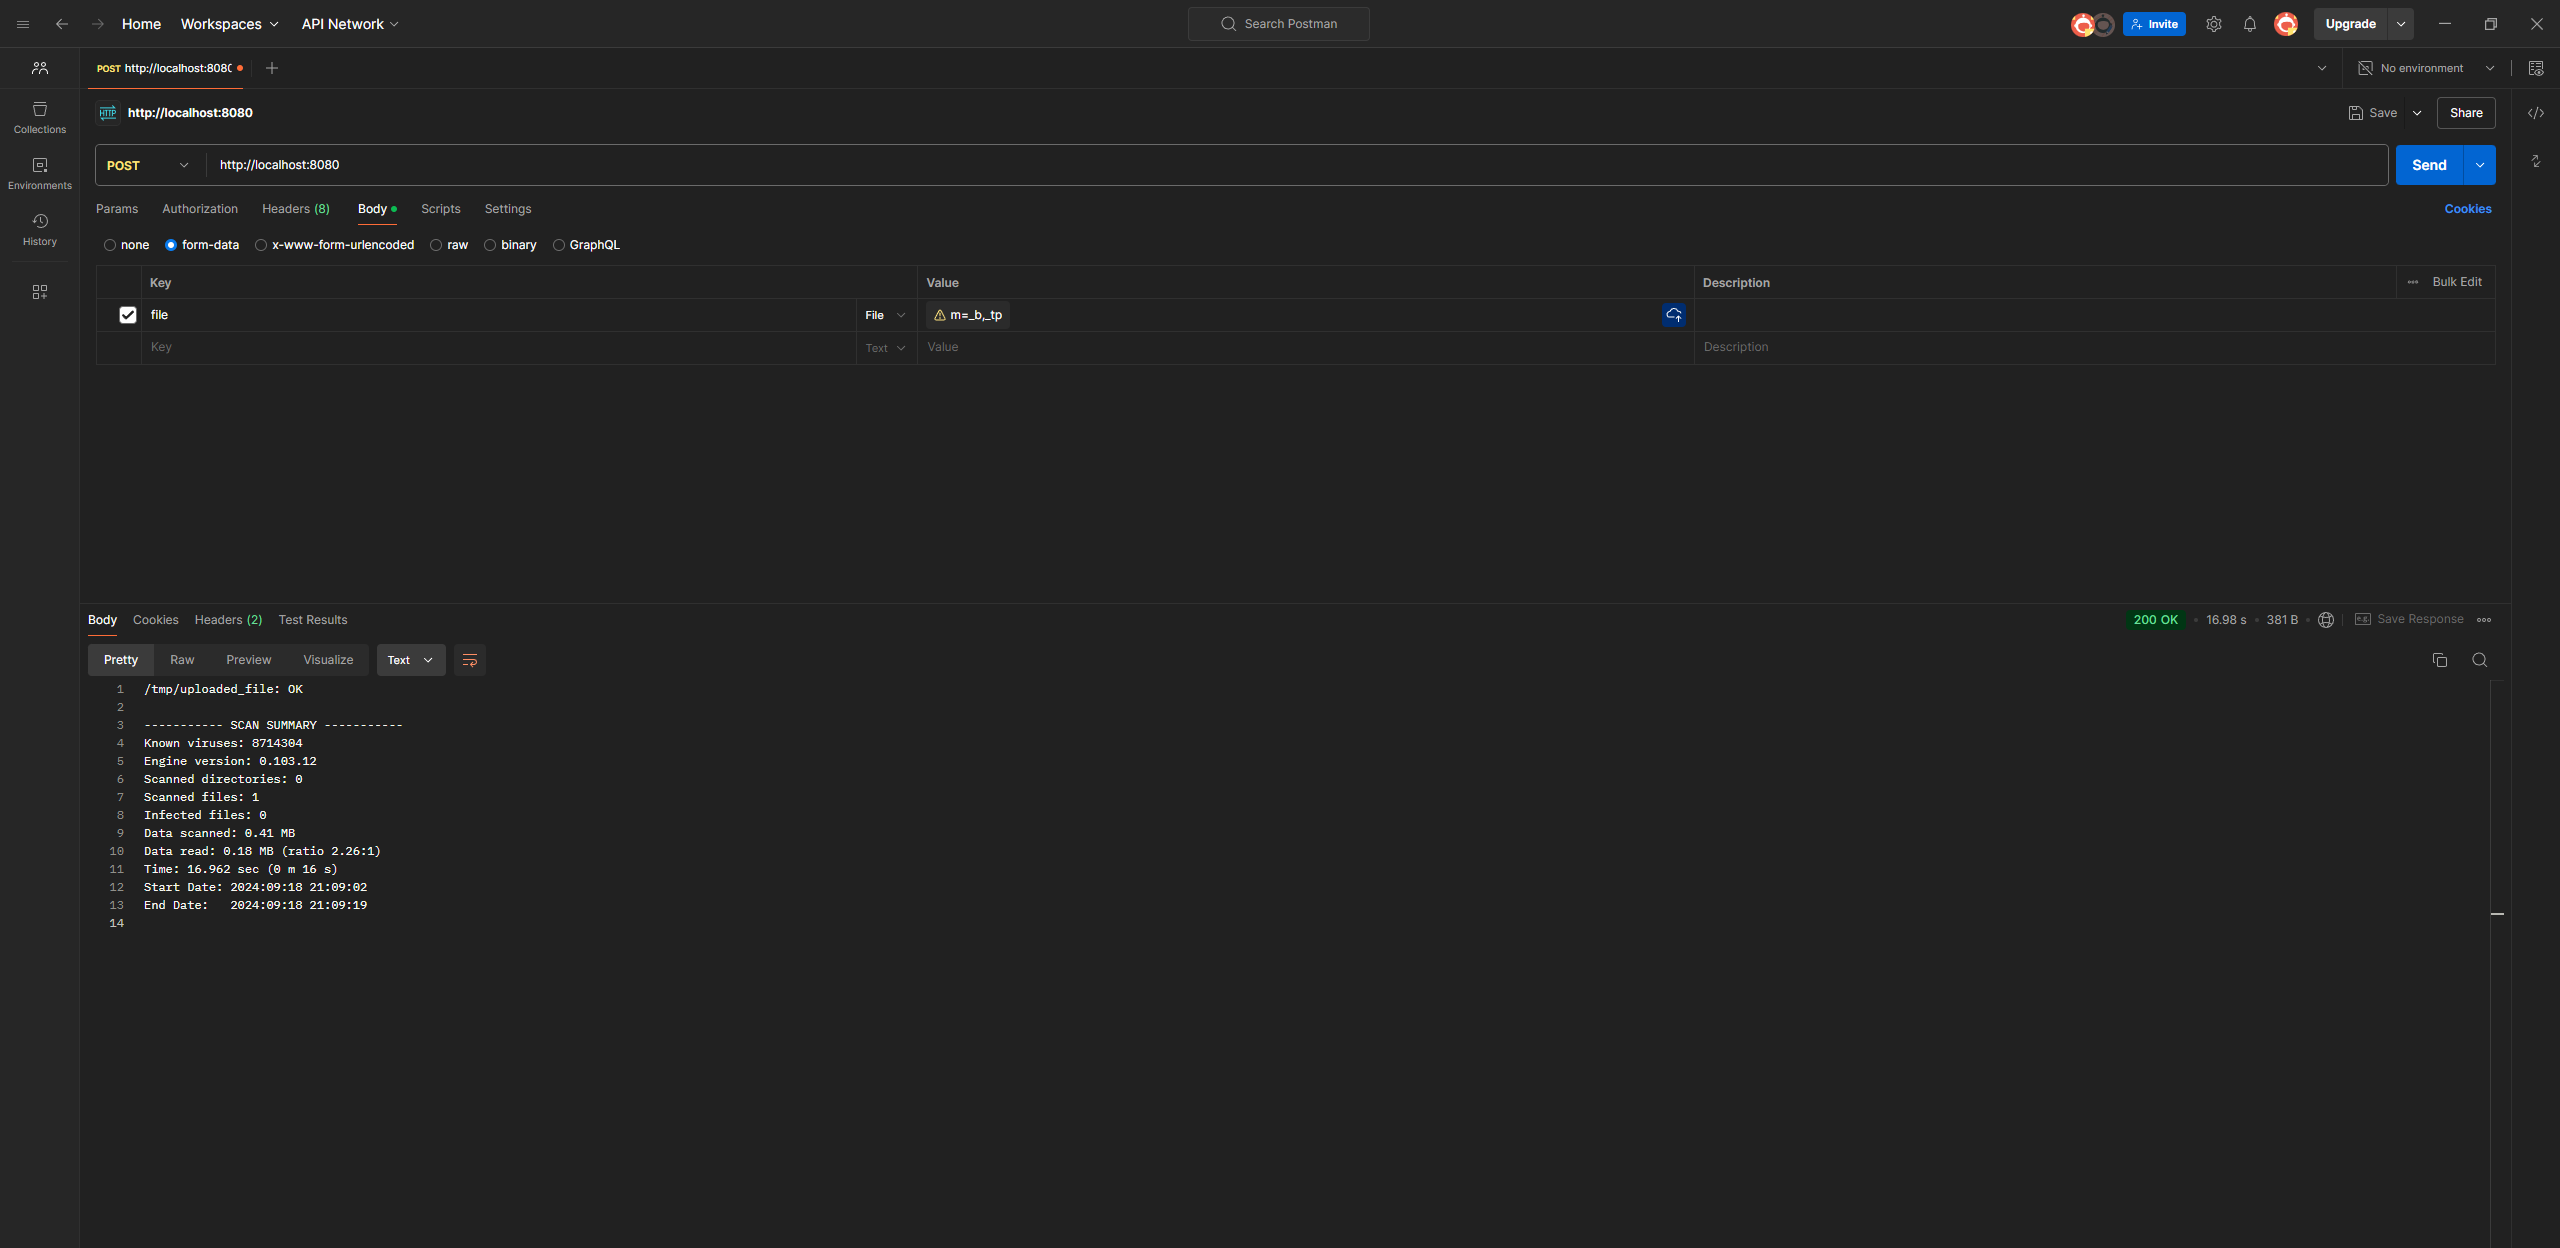 Home Workspaces API Network Search Postman Invite Upgrade
POST http://localhost:808 No environment
HTTP http://localhost:8080 Save Share
Collections
POST http://localhost:8080 Send
Environments
Params Authorization Headers (8) Body Scripts Settings Cookies
History
none form-data x-www-form-urlencoded raw binary GraphQL
Key Value Description Bulk Edit
file File m=_b,_tp
Key Text Value Description
Body Cookies Headers (2) Test Results 200 OK 16.98 s 381 B Save Response
Pretty Raw Preview Visualize Text
1 /tmp/uploaded_file: OK
2
3 ----------- SCAN SUMMARY -----------
4 Known viruses: 8714304
5 Engine version: 0.103.12
6 Scanned directories: 0
7 Scanned files: 1
8 Infected files: 0
9 Data scanned: 0.41 MB
10 Data read: 0.18 MB (ratio 2.26:1)
11 Time: 16.962 sec (0 m 16 s)
12 Start Date: 2024:09:18 21:09:02
13 End Date:   2024:09:18 21:09:19
14